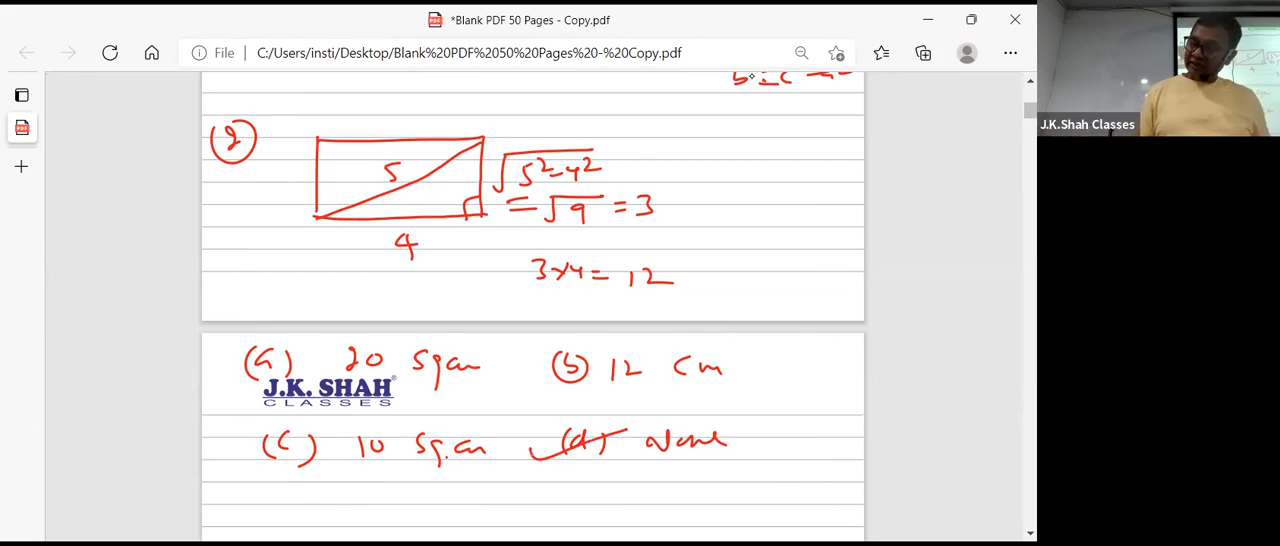 *Blank PDF 50 Pages - Copy.pdf
File C:/Users/insti/Desktop/Blank%20PDF%2050%20Pages%20-%20Copy.pdf
J.K.Shah Classes
2
5
4
√5²-4²
= √9 = 3
3×4= 12
(a) 20 Sqcm (b) 12 cm
J.K. SHAH®
CLASSES
(c) 10 Sq.cm (d) None